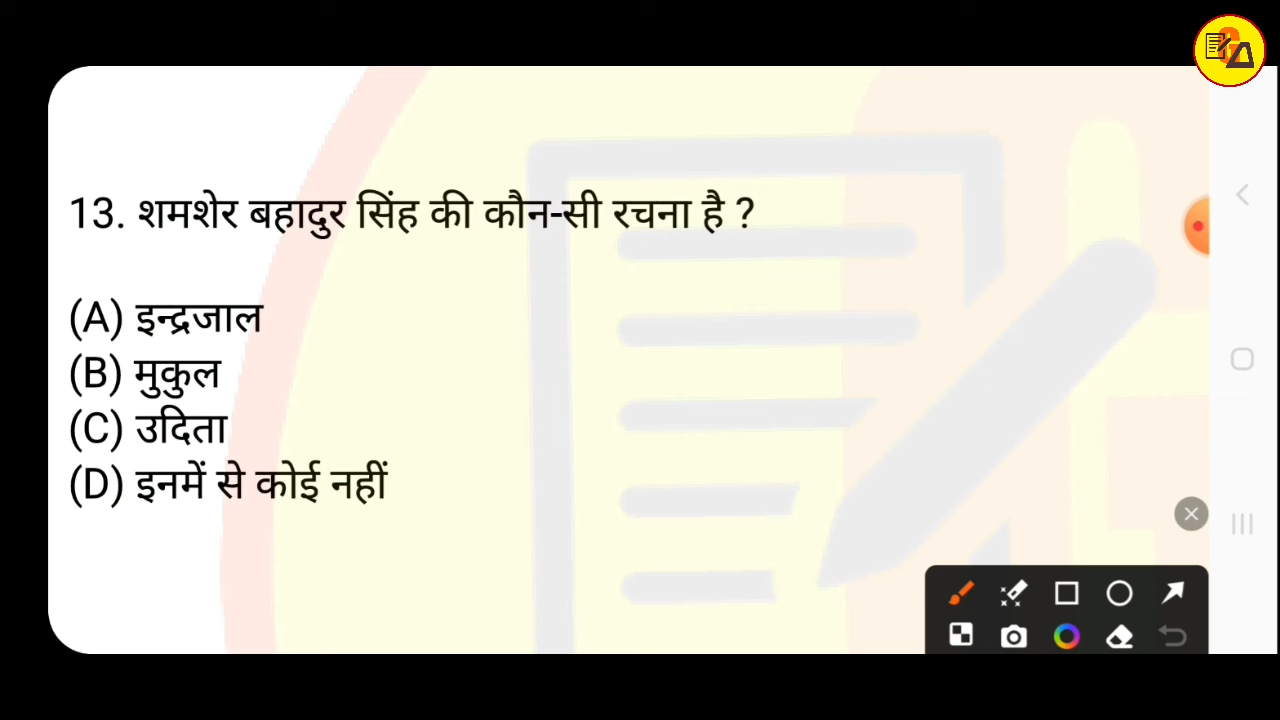 13. शमशेर बहादुर सिंह की कौन-सी रचना है ?
(A) इन्द्रजाल
(B) मुकुल
(C) उदिता
(D) इनमें से कोई नहीं